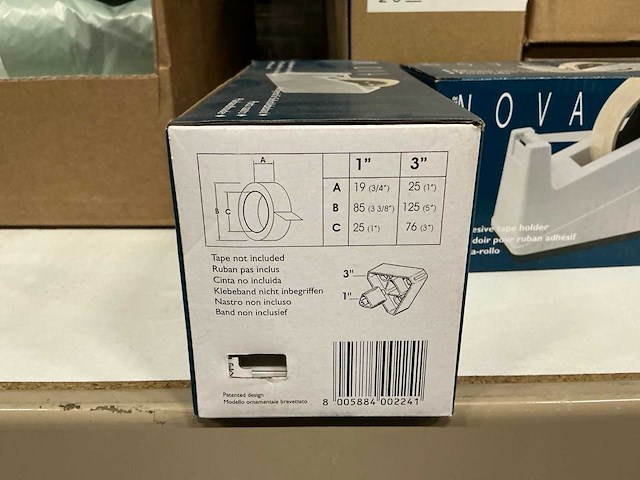 NOVA
esive tape holder
doir pour ruban adhésif
a-rollo
A
B
C
1" 3"
A 19 (3/4") 25 (1")
B 85 (3 3/8") 125 (5")
C 25 (1") 76 (3")
Tape not included
Ruban pas inclus
Cinta no incluida
Klebeband nicht inbegriffen
Nastro non incluso
Band non inclusief
3"
1"
Patented design
Modello ornamentale brevettato
8 005884 002241